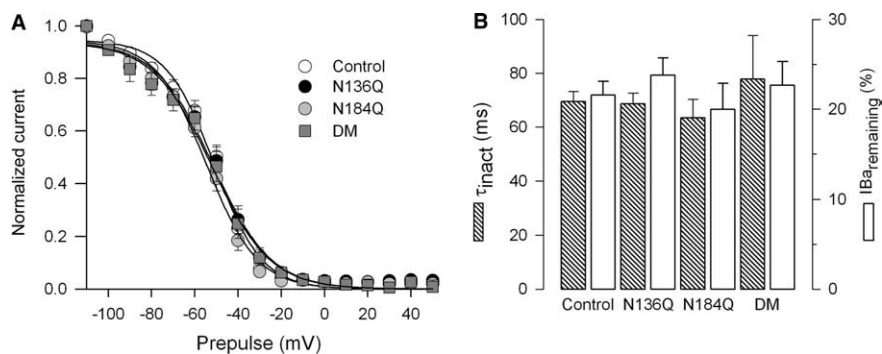 A
Normalized current
1.0
0.8
0.6
0.4
0.2
0.0
Control
N136Q
N184Q
DM
-100 -80 -60 -40 -20 0 20 40
Prepulse (mV)
B
τinact (ms)
100
80
60
40
20
0
30
20
10
0
IBaremaining (%)
Control N136Q N184Q DM